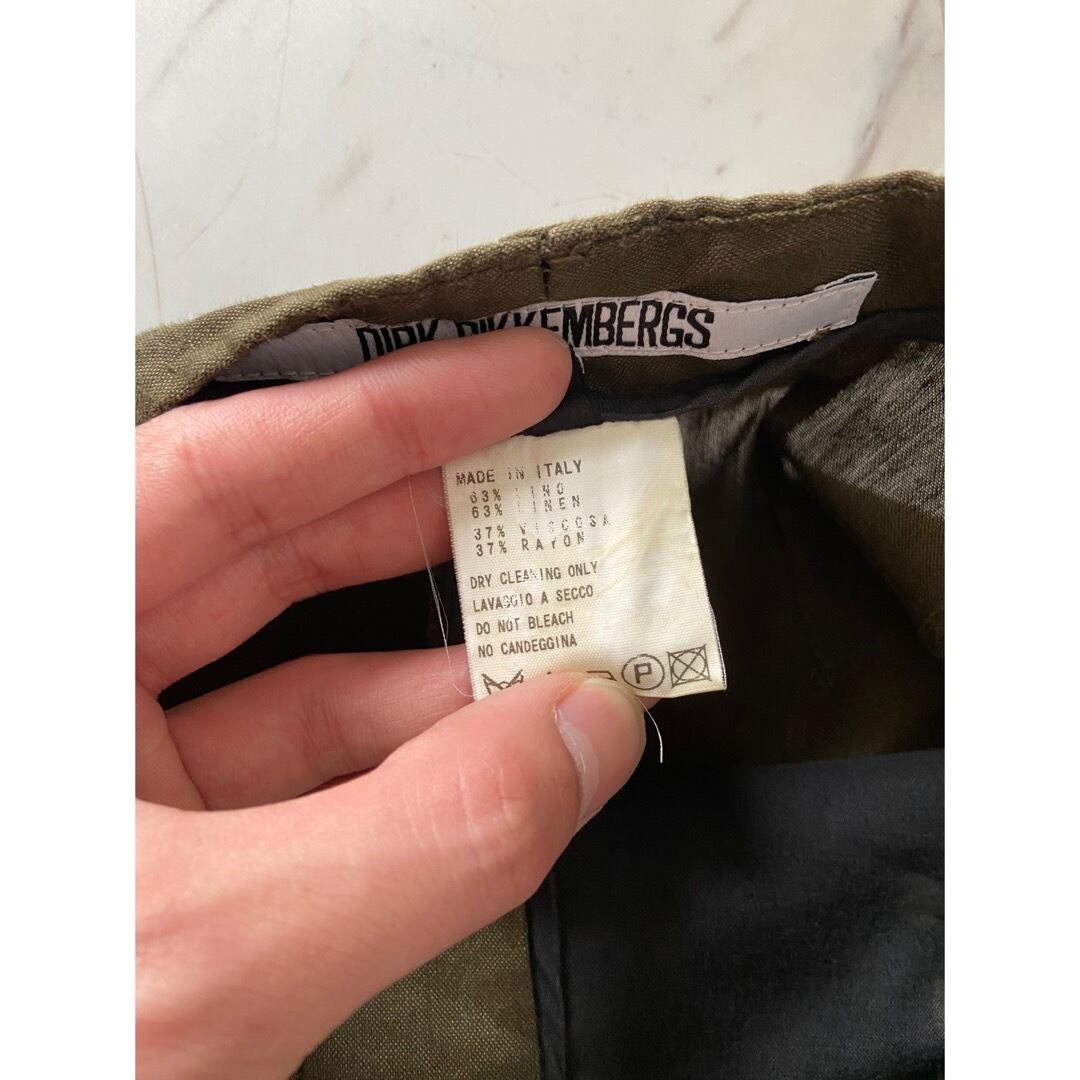 DIRK BIKKEMBERGS
MADE IN ITALY
63% LINO
63% LINEN
37% VISCOSA
37% RAYON
DRY CLEANING ONLY
LAVAGGIO A SECCO
DO NOT BLEACH
NO CANDEGGINA
P